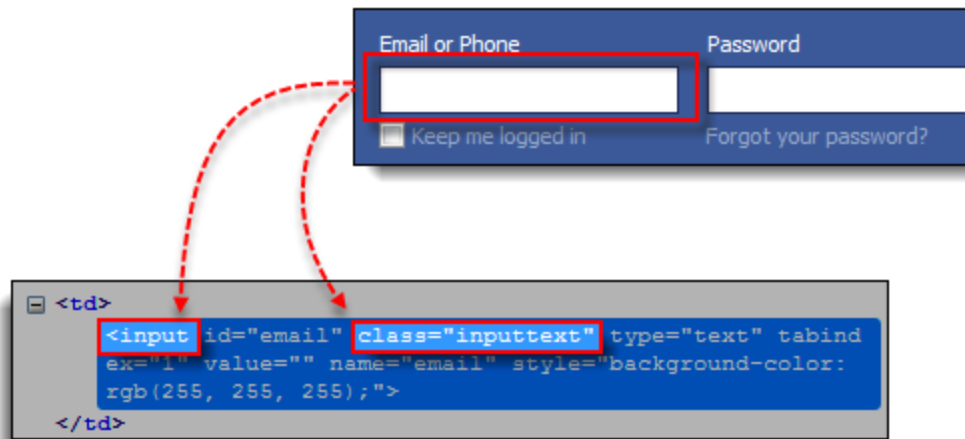 Email or Phone Password
Keep me logged in Forgot your password?
<td>
<input id="email" class="inputtext" type="text" tabind
ex="1" value="" name="email" style="background-color:
rgb(255, 255, 255);">
</td>